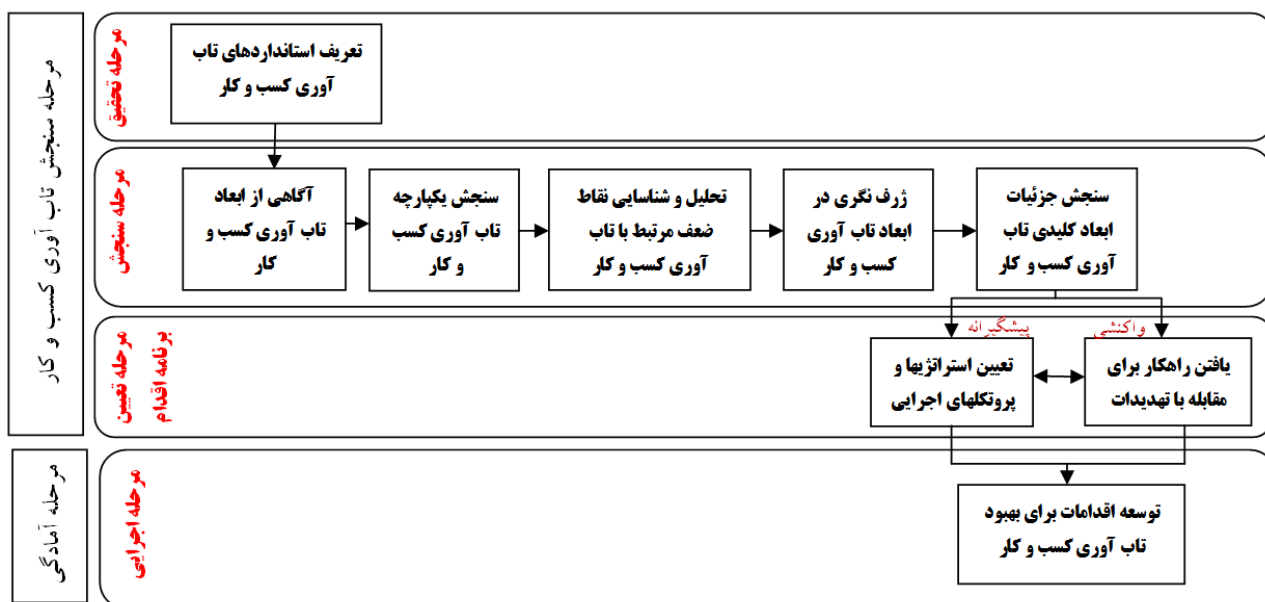 مرحله سنجش تاب آوری کسب و کار
مرحله تحقیق
تعریف استانداردهای تاب
آوری کسب و کار
مرحله سنجش
آگاهی از ابعاد
تاب آوری کسب و
کار
سنجش یکپارچه
تاب آوری کسب
و کار
تحلیل و شناسایی نقاط
ضعف مرتبط با تاب
آوری کسب و کار
ژرف نگری در
ابعاد تاب آوری
کسب و کار
سنجش جزئیات
ابعاد کلیدی تاب
آوری کسب و کار
مرحله تعیین
برنامه اقدام
پیشگیرانه
واکنشی
تعیین استراتژیها و
پروتکلهای اجرایی
یافتن راهکار برای
مقابله با تهدیدات
مرحله آمادگی
مرحله اجرایی
توسعه اقدامات برای بهبود
تاب آوری کسب و کار